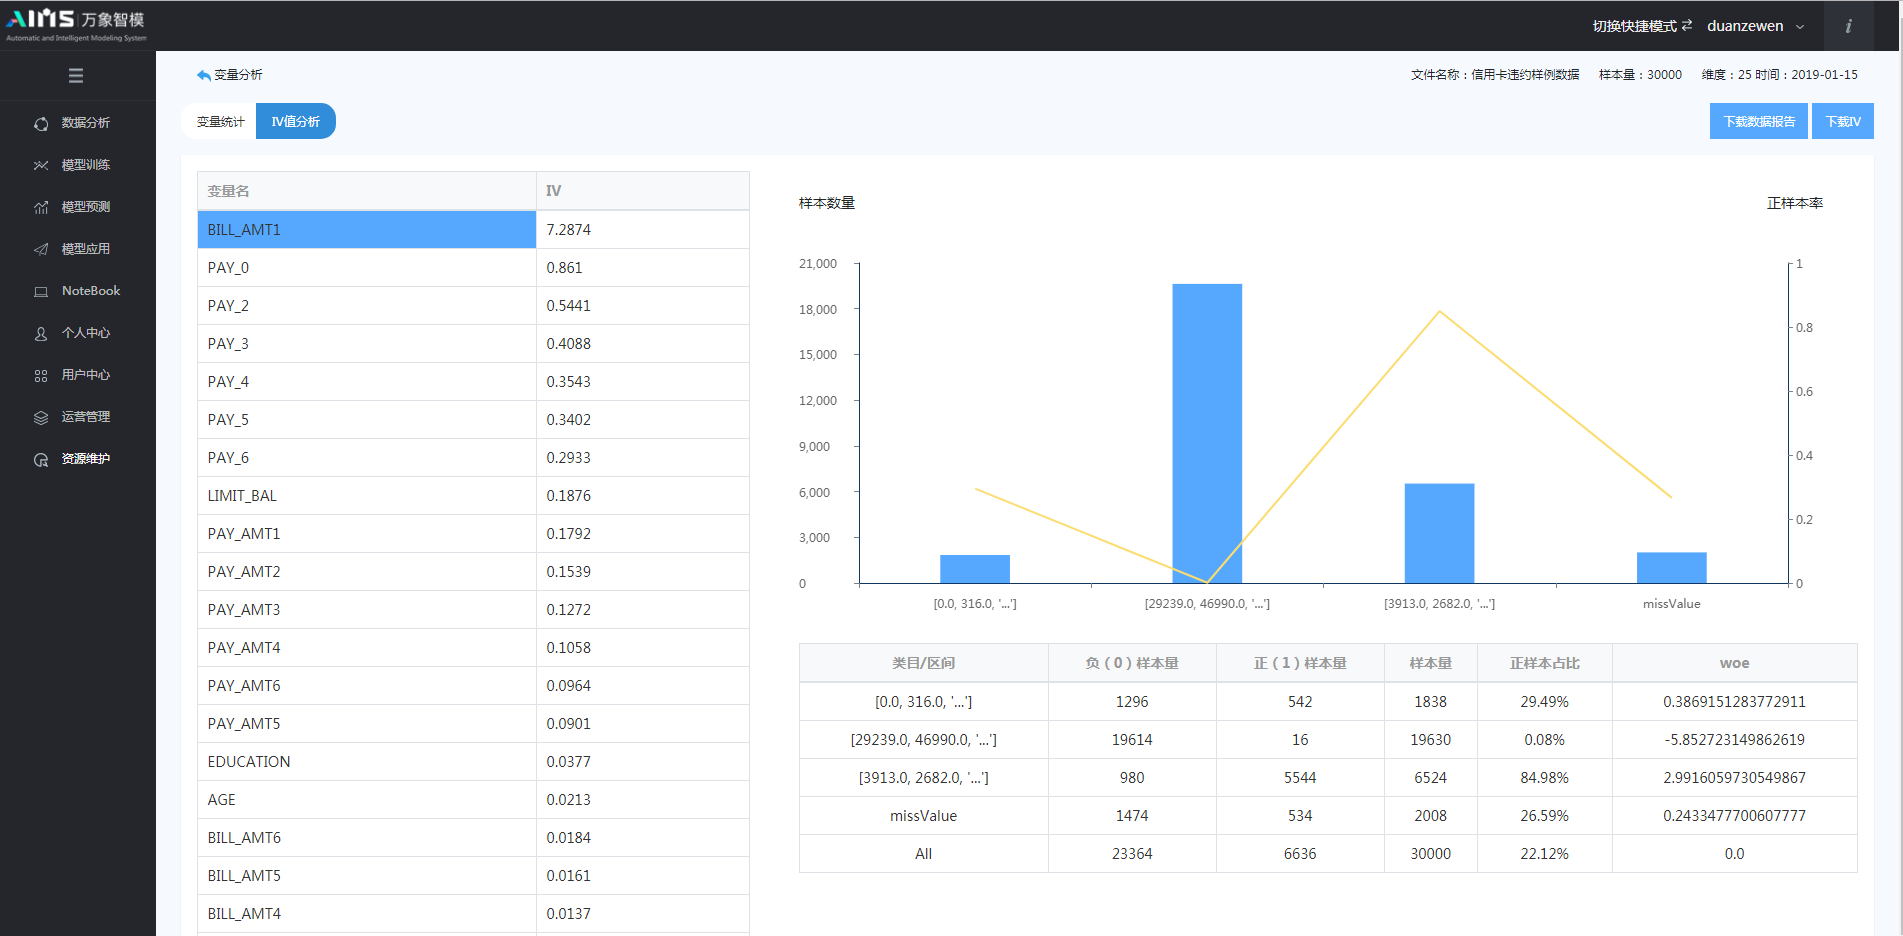 AIMS 万象智模
Automatic and Intelligent Modeling System
切换快捷模式 duanzewen i
数据分析
模型训练
模型预测
模型应用
NoteBook
个人中心
用户中心
运营管理
资源维护
变量分析
文件名称：信用卡违约样例数据 样本量：30000 维度：25 时间：2019-01-15
变量统计 IV值分析
下载数据报告 下载IV
变量名 IV
BILL_AMT1 7.2874
PAY_0 0.861
PAY_2 0.5441
PAY_3 0.4088
PAY_4 0.3543
PAY_5 0.3402
PAY_6 0.2933
LIMIT_BAL 0.1876
PAY_AMT1 0.1792
PAY_AMT2 0.1539
PAY_AMT3 0.1272
PAY_AMT4 0.1058
PAY_AMT6 0.0964
PAY_AMT5 0.0901
EDUCATION 0.0377
AGE 0.0213
BILL_AMT6 0.0184
BILL_AMT5 0.0161
BILL_AMT4 0.0137
样本数量 正样本率
21,000
18,000
15,000
12,000
9,000
6,000
3,000
0
1
0.8
0.6
0.4
0.2
0
[0.0, 316.0, '...'] [29239.0, 46990.0, '...'] [3913.0, 2682.0, '...'] missValue
类目/区间 负（0）样本量 正（1）样本量 样本量 正样本占比 woe
[0.0, 316.0, '...'] 1296 542 1838 29.49% 0.3869151283772911
[29239.0, 46990.0, '...'] 19614 16 19630 0.08% -5.852723149862619
[3913.0, 2682.0, '...'] 980 5544 6524 84.98% 2.9916059730549867
missValue 1474 534 2008 26.59% 0.2433477700607777
All 23364 6636 30000 22.12% 0.0